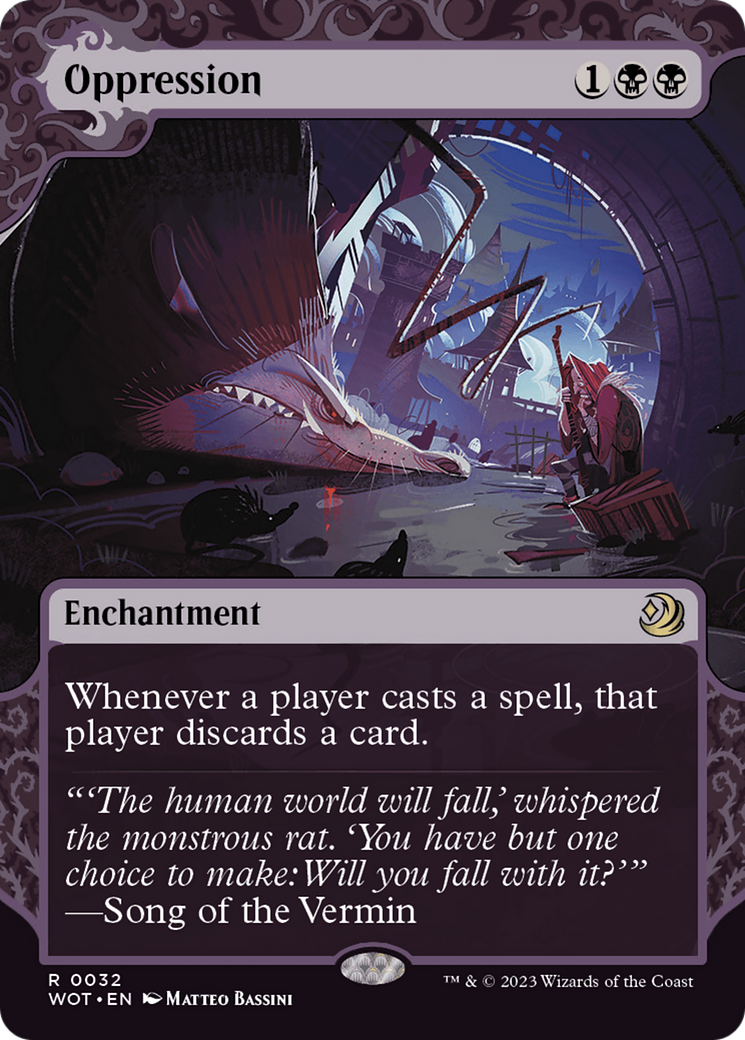 Oppression 1
Enchantment
Whenever a player casts a spell, that
player discards a card.
“‘The human world will fall,’ whispered
the monstrous rat. ‘You have but one
choice to make: Will you fall with it?’”
—Song of the Vermin
R 0032
WOT • EN Matteo Bassini
™ & © 2023 Wizards of the Coast